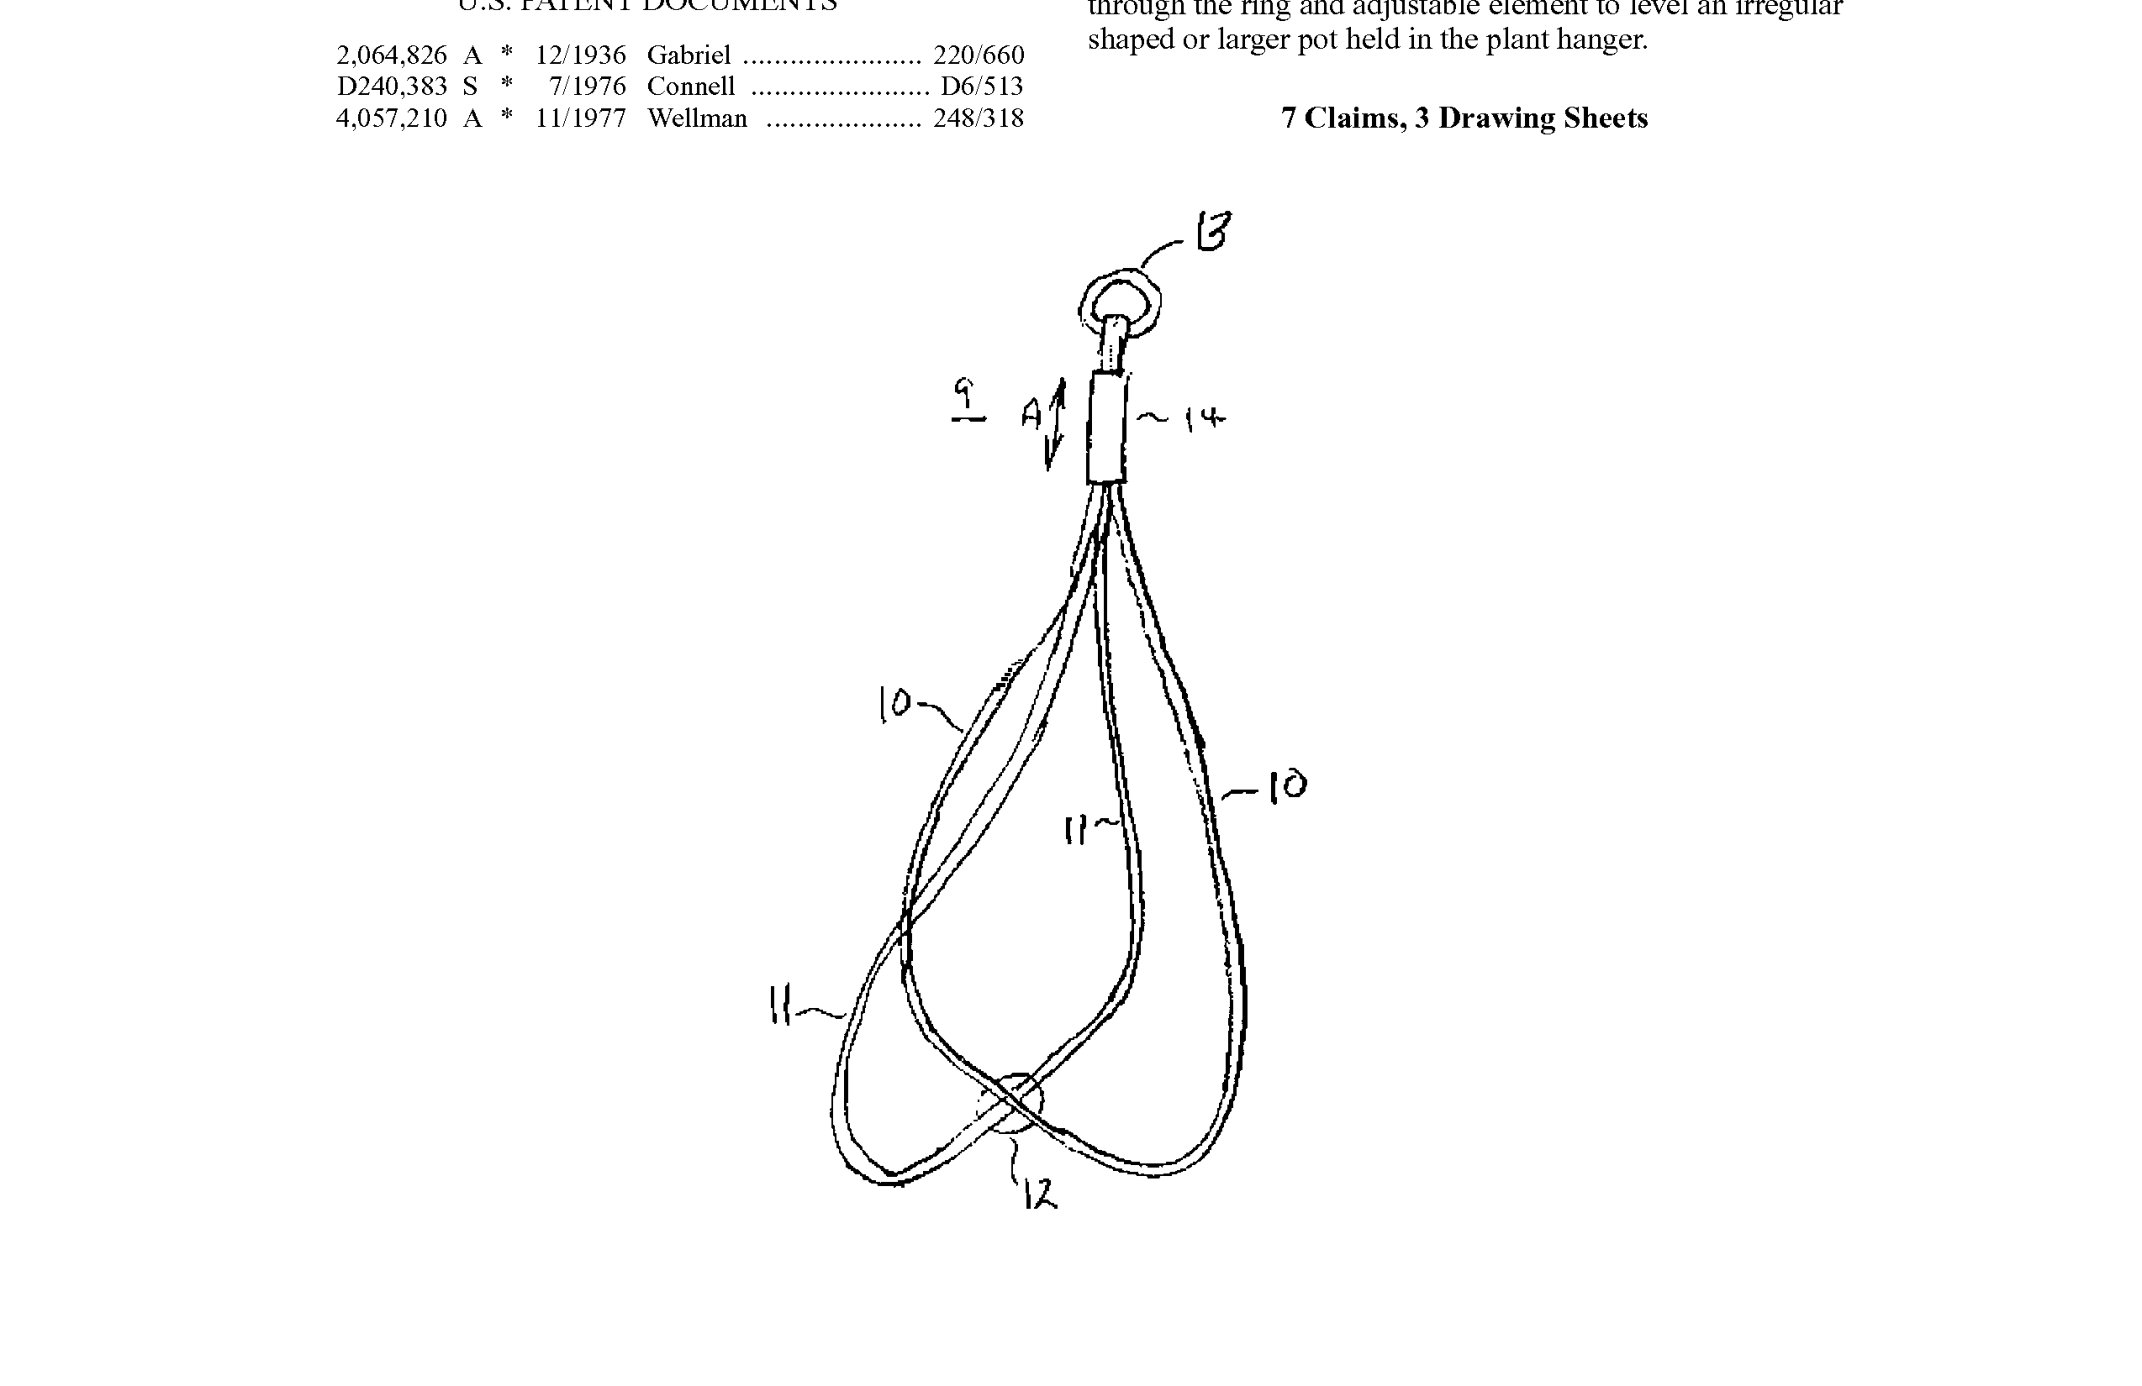 U.S. PATENT DOCUMENTS
2,064,826 A * 12/1936 Gabriel ....................... 220/660
D240,383 S * 7/1976 Connell ....................... D6/513
4,057,210 A * 11/1977 Wellman .................... 248/318
through the ring and adjustable element to level an irregular
shaped or larger pot held in the plant hanger.
7 Claims, 3 Drawing Sheets
13
9
A
14
10
10
11
11
12